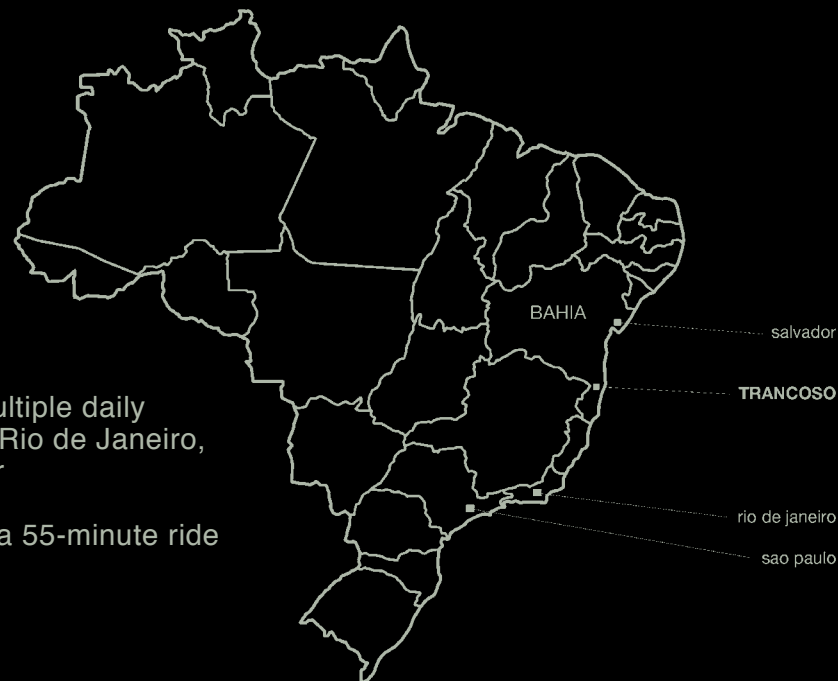 BAHIA
salvador
TRANCOSO
ultiple daily
Rio de Janeiro,
r
a 55-minute ride
rio de janeiro
sao paulo